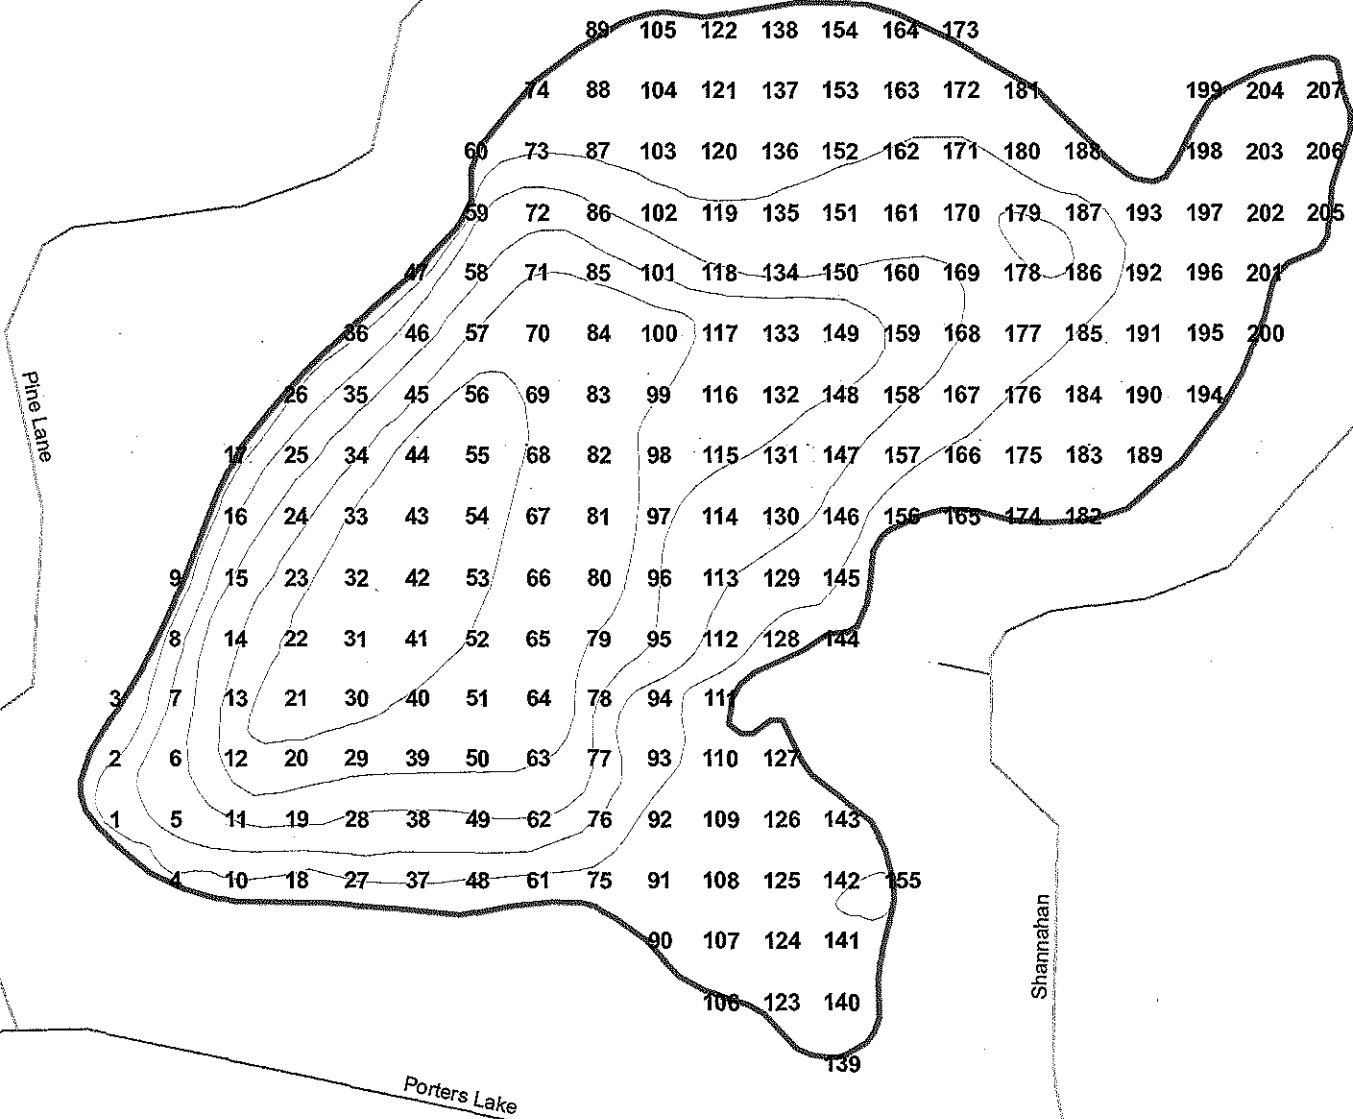 89 105 122 138 154 164 173
74 88 104 121 137 153 163 172 181 199 204 207
60 73 87 103 120 136 152 162 171 180 188 198 203 206
59 72 86 102 119 135 151 161 170 179 187 193 197 202 205
47 58 71 85 101 118 134 150 160 169 178 186 192 196 201
36 46 57 70 84 100 117 133 149 159 168 177 185 191 195 200
26 35 45 56 69 83 99 116 132 148 158 167 176 184 190 194
Pine Lane
17 25 34 44 55 68 82 98 115 131 147 157 166 175 183 189
16 24 33 43 54 67 81 97 114 130 146 156 165 174 182
9 15 23 32 42 53 66 80 96 113 129 145
8 14 22 31 41 52 65 79 95 112 128 144
3 7 13 21 30 40 51 64 78 94 111
2 6 12 20 29 39 50 63 77 93 110 127
1 5 11 19 28 38 49 62 76 92 109 126 143
4 10 18 27 37 48 61 75 91 108 125 142 155
90 107 124 141
Shannahan
106 123 140
139
Porters Lake